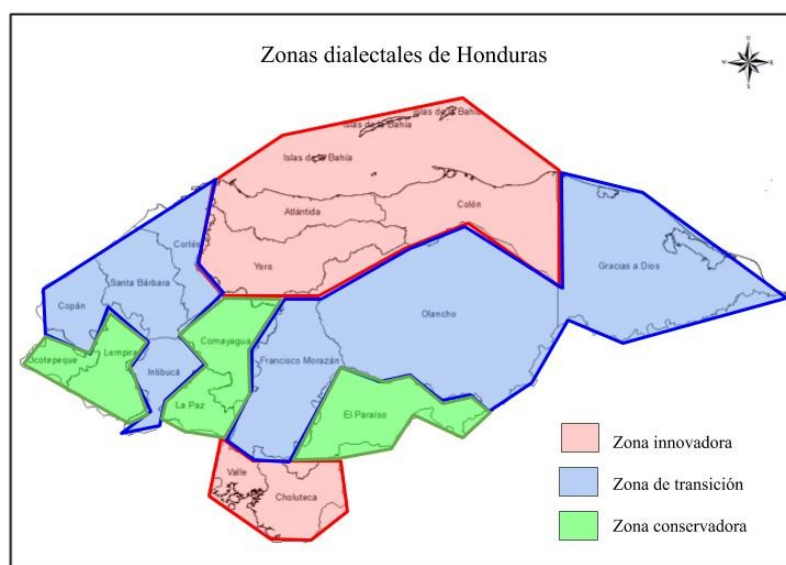 Zonas dialectales de Honduras
Islas de la Bahía
Islas de la Bahía
Islas de la Bahía
Atlántida
Colón
Cortés
Yoro
Gracias a Dios
Santa Bárbara
Copán
Olancho
Comayagua
Lempira
Ocotepeque
Francisco Morazán
Intibucá
La Paz
El Paraíso
Valle
Choluteca
Zona innovadora
Zona de transición
Zona conservadora